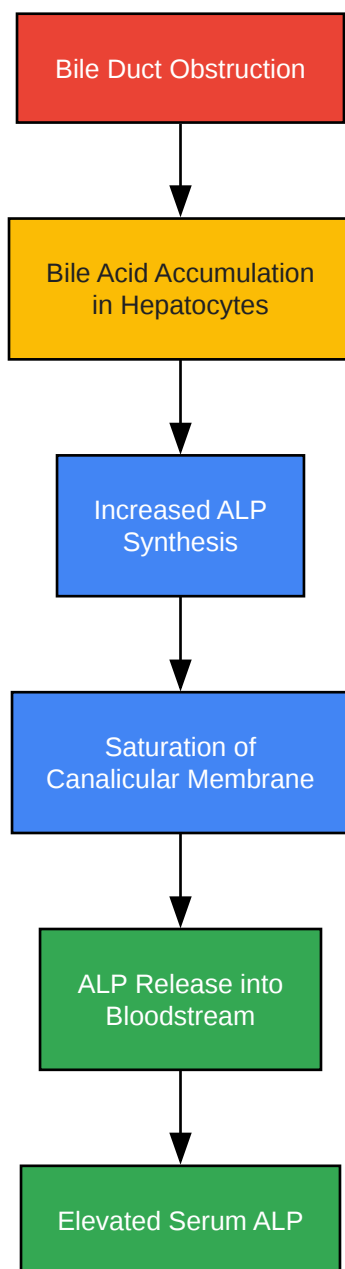 Bile Duct Obstruction
Bile Acid Accumulation
in Hepatocytes
Increased ALP
Synthesis
Saturation of
Canalicular Membrane
ALP Release into
Bloodstream
Elevated Serum ALP